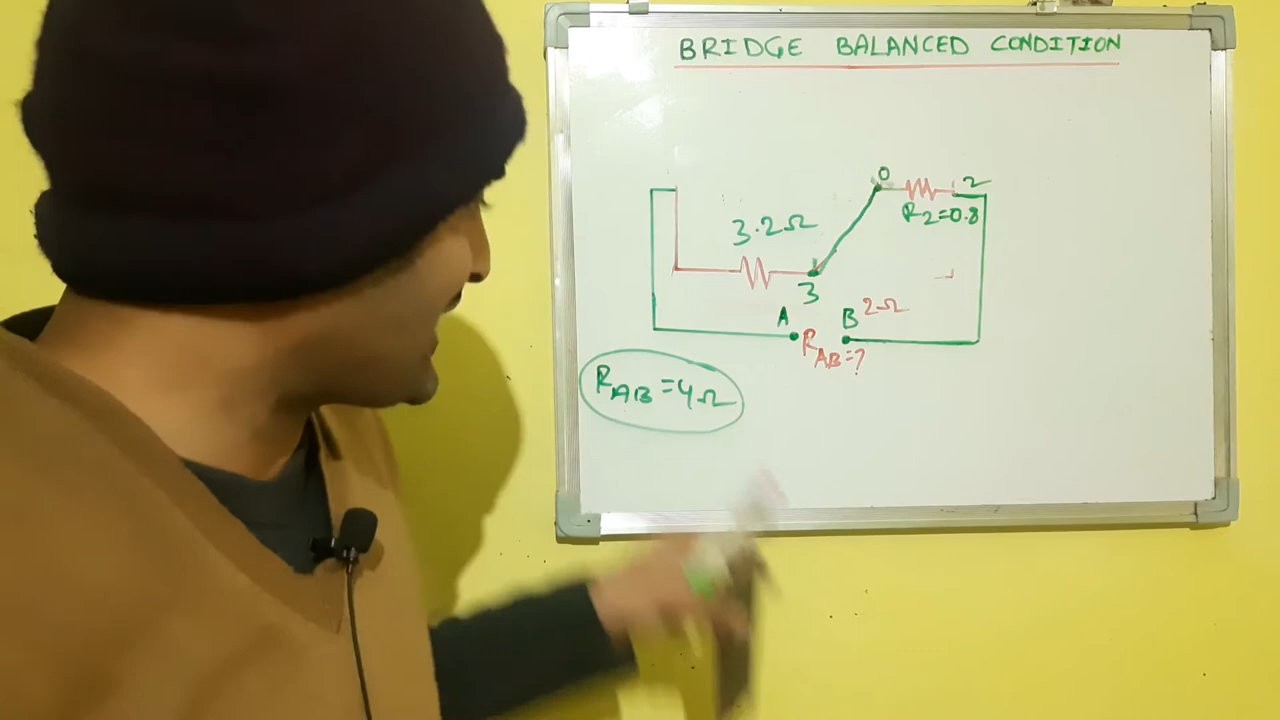 BRIDGE BALANCED CONDITION
0
2
R2=0.8
3.2Ω
3
A
B
2Ω
RAB=?
RAB=4Ω